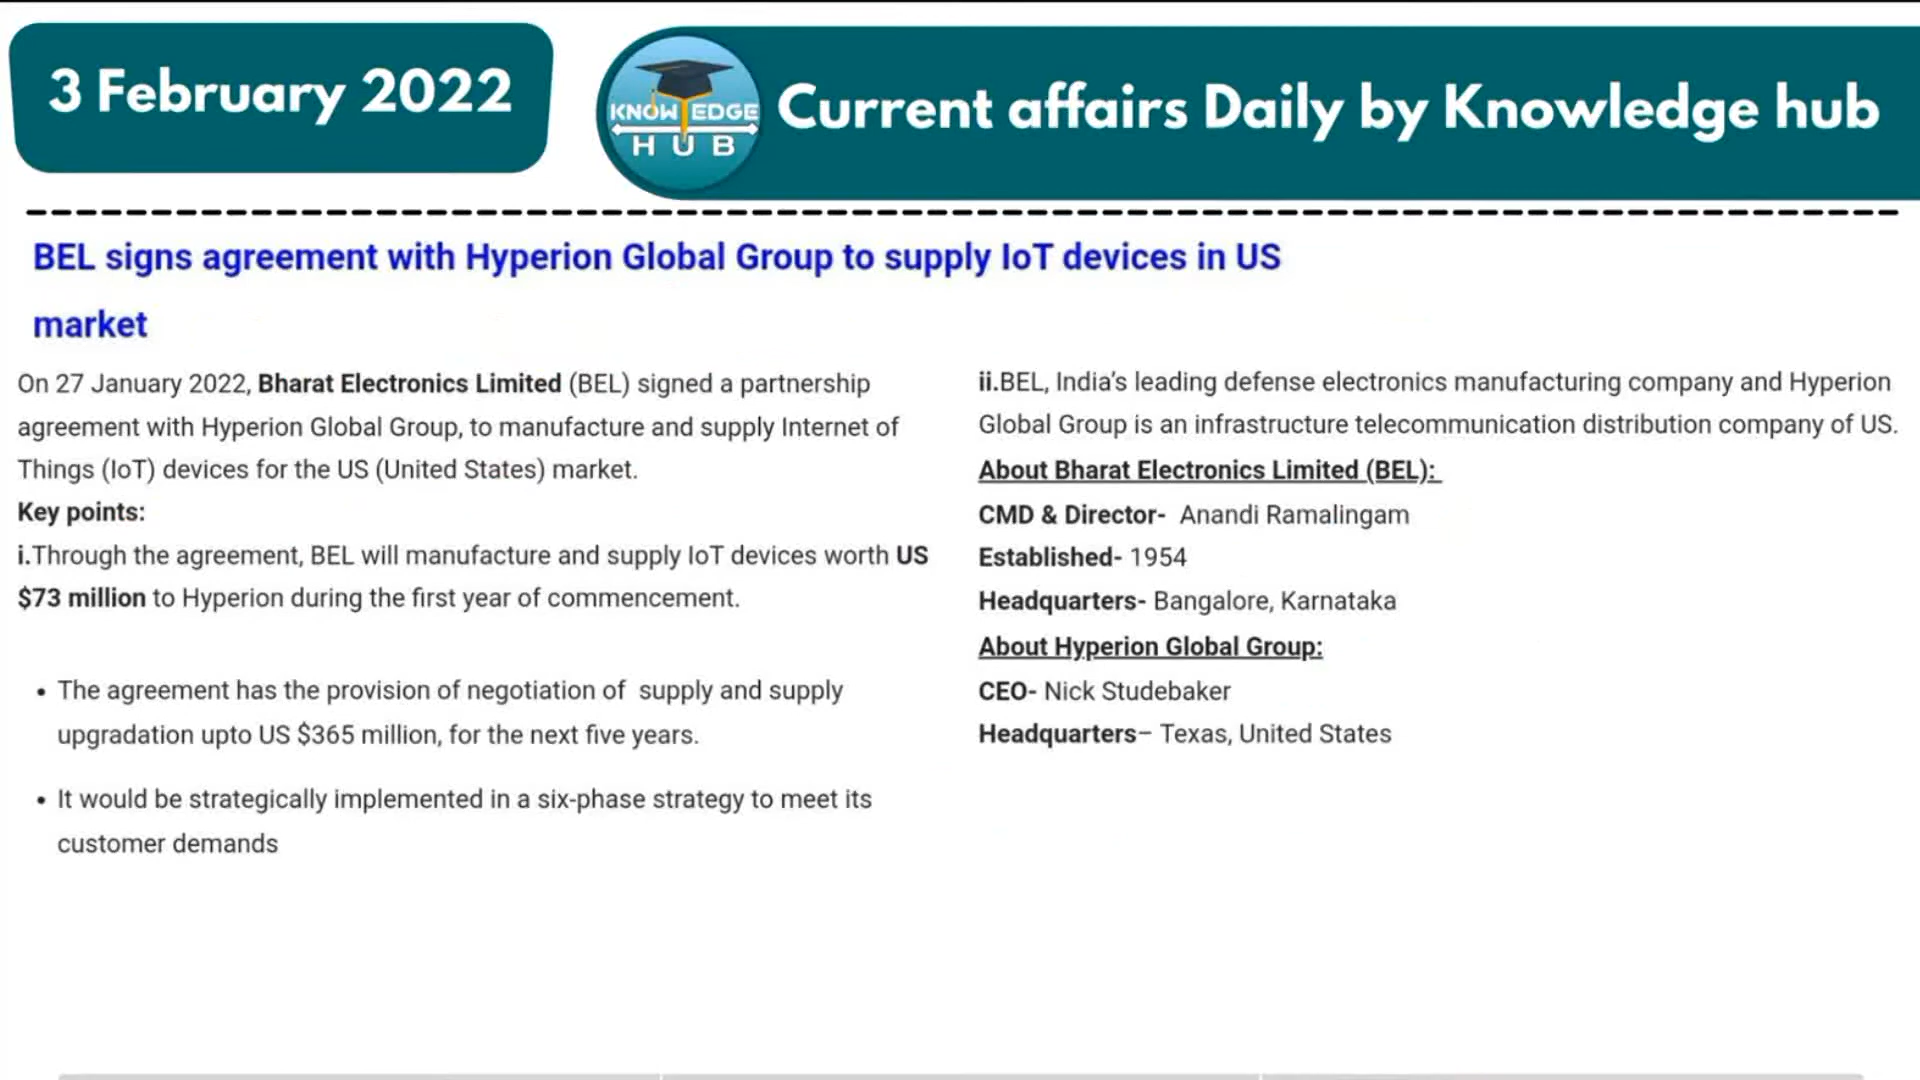 3 February 2022
KNOWLEDGE
HUB
Current affairs Daily by Knowledge hub
BEL signs agreement with Hyperion Global Group to supply IoT devices in US
market
On 27 January 2022, Bharat Electronics Limited (BEL) signed a partnership
agreement with Hyperion Global Group, to manufacture and supply Internet of
Things (IoT) devices for the US (United States) market.
Key points:
i.Through the agreement, BEL will manufacture and supply IoT devices worth US
$73 million to Hyperion during the first year of commencement.
• The agreement has the provision of negotiation of supply and supply
upgradation upto US $365 million, for the next five years.
• It would be strategically implemented in a six-phase strategy to meet its
customer demands
ii.BEL, India’s leading defense electronics manufacturing company and Hyperion
Global Group is an infrastructure telecommunication distribution company of US.
About Bharat Electronics Limited (BEL):
CMD & Director- Anandi Ramalingam
Established- 1954
Headquarters- Bangalore, Karnataka
About Hyperion Global Group:
CEO- Nick Studebaker
Headquarters– Texas, United States